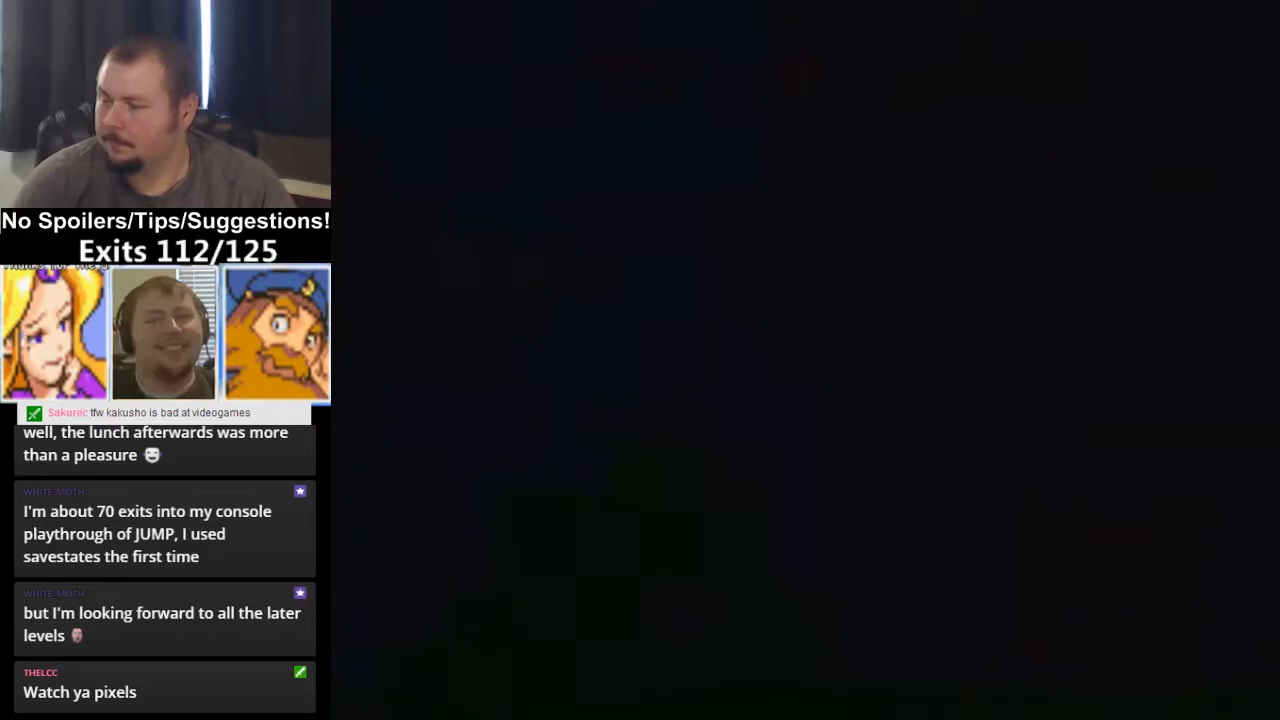 No Spoilers/Tips/Suggestions!
Exits 112/125
Sakurei: tfw kakusho is bad at videogames
well, the lunch afterwards was more
than a pleasure
WHITE_MOTH
I'm about 70 exits into my console
playthrough of JUMP, I used
savestates the first time
WHITE_MOTH
but I'm looking forward to all the later
levels
THELCC
Watch ya pixels